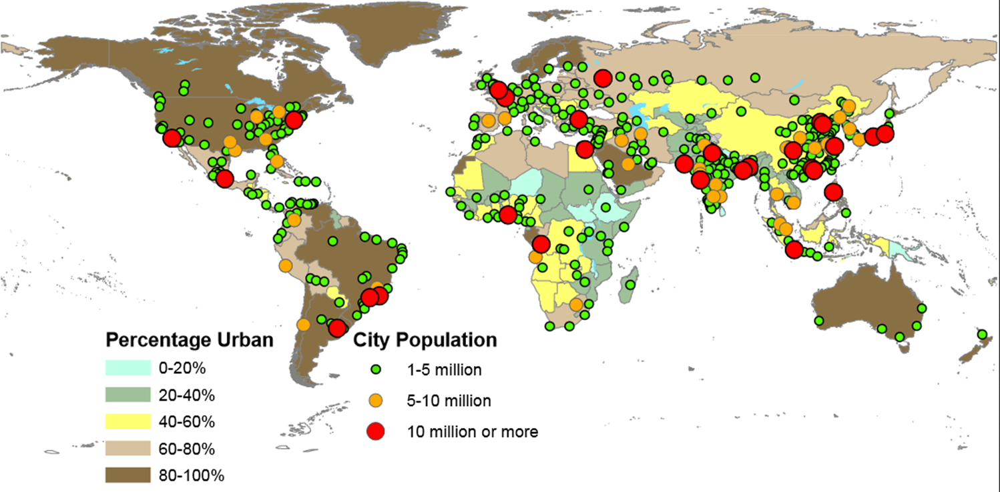 Percentage Urban
0-20%
20-40%
40-60%
60-80%
80-100%
City Population
1-5 million
5-10 million
10 million or more